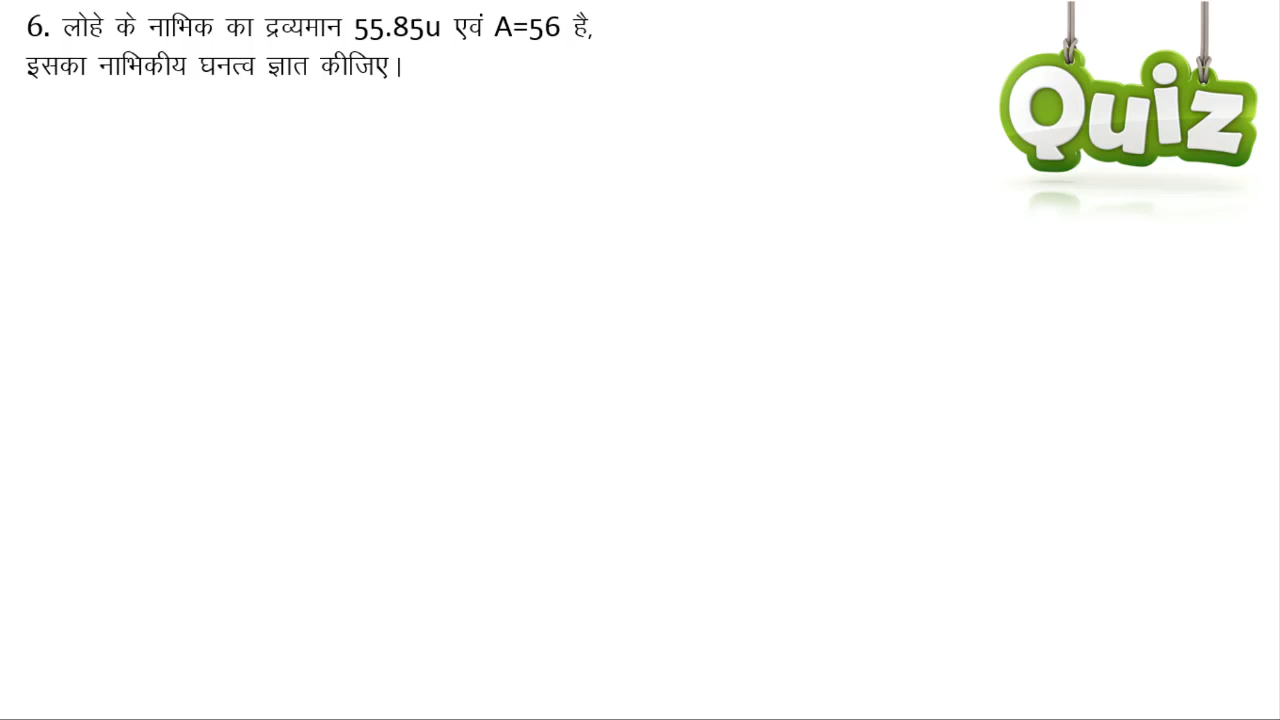 6. लोहे के नाभिक का द्रव्यमान 55.85u एवं A=56 है,
इसका नाभिकीय घनत्व ज्ञात कीजिए।
Quiz